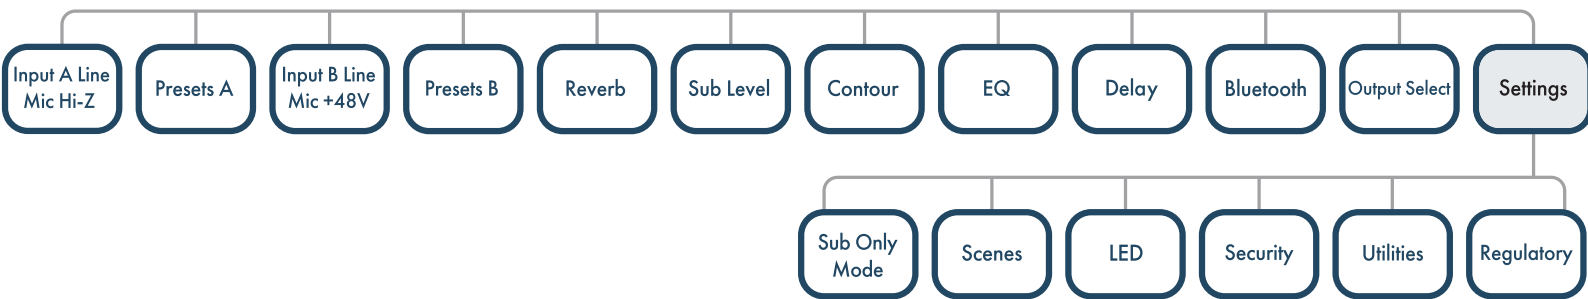 Input A Line
Mic Hi-Z
Presets A
Input B Line
Mic +48V
Presets B
Reverb
Sub Level
Contour
EQ
Delay
Bluetooth
Output Select
Settings
Sub Only
Mode
Scenes
LED
Security
Utilities
Regulatory